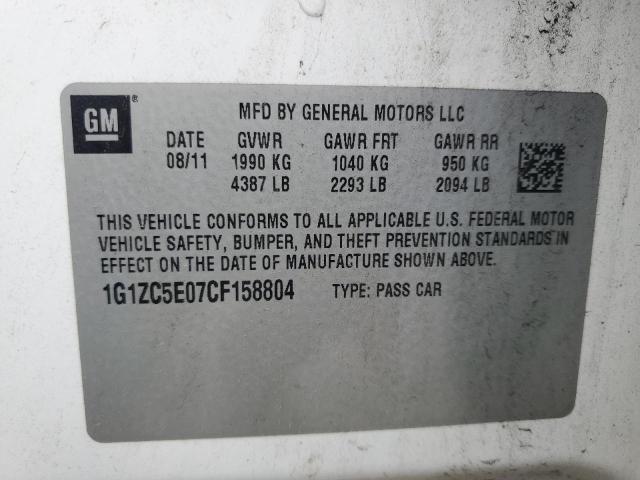 GM®
MFD BY GENERAL MOTORS LLC
DATE GVWR GAWR FRT GAWR RR
08/11 1990 KG 1040 KG 950 KG
4387 LB 2293 LB 2094 LB
THIS VEHICLE CONFORMS TO ALL APPLICABLE U.S. FEDERAL MOTOR
VEHICLE SAFETY, BUMPER, AND THEFT PREVENTION STANDARDS IN
EFFECT ON THE DATE OF MANUFACTURE SHOWN ABOVE.
1G1ZC5E07CF158804 TYPE: PASS CAR